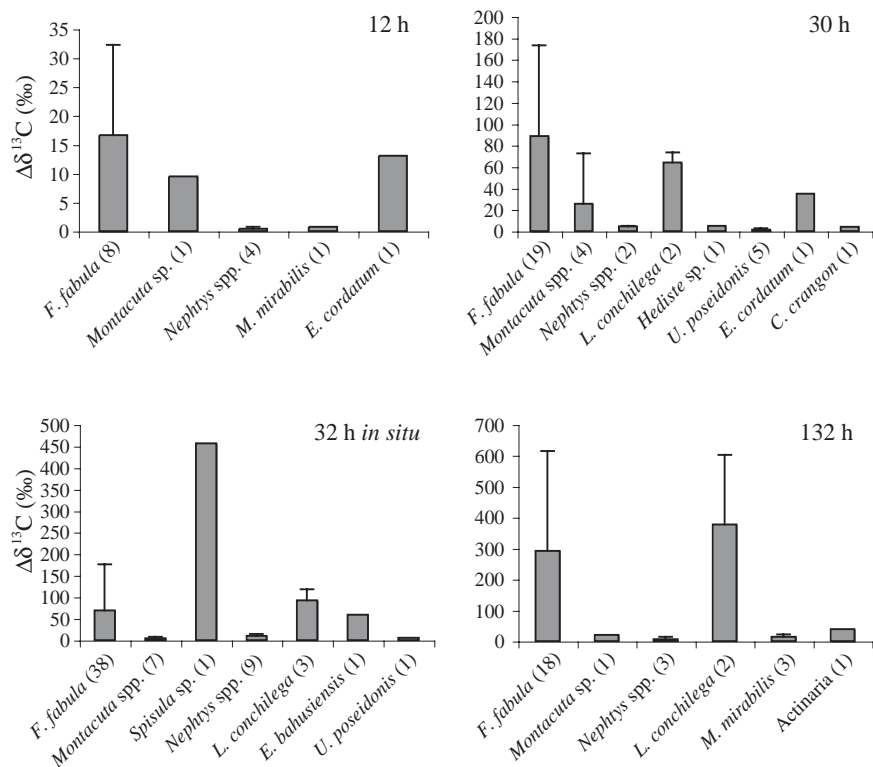 12 h
Δδ¹³C (‰)
35
30
25
20
15
10
5
0
F. fabula (8)
Montacuta sp. (1)
Nephtys spp. (4)
M. mirabilis (1)
E. cordatum (1)
30 h
200
180
160
140
120
100
80
60
40
20
0
F. fabula (19)
Montacuta spp. (4)
Nephtys spp. (2)
L. conchilega (2)
Hediste sp. (1)
U. poseidonis (5)
E. cordatum (1)
C. crangon (1)
32 h in situ
Δδ¹³C (‰)
500
450
400
350
300
250
200
150
100
50
0
F. fabula (38)
Montacuta spp. (7)
Spisula sp. (1)
Nephtys spp. (9)
L. conchilega (3)
E. bahusiensis (1)
U. poseidonis (1)
132 h
700
600
500
400
300
200
100
0
F. fabula (18)
Montacuta sp. (1)
Nephtys spp. (3)
L. conchilega (2)
M. mirabilis (3)
Actinaria (1)